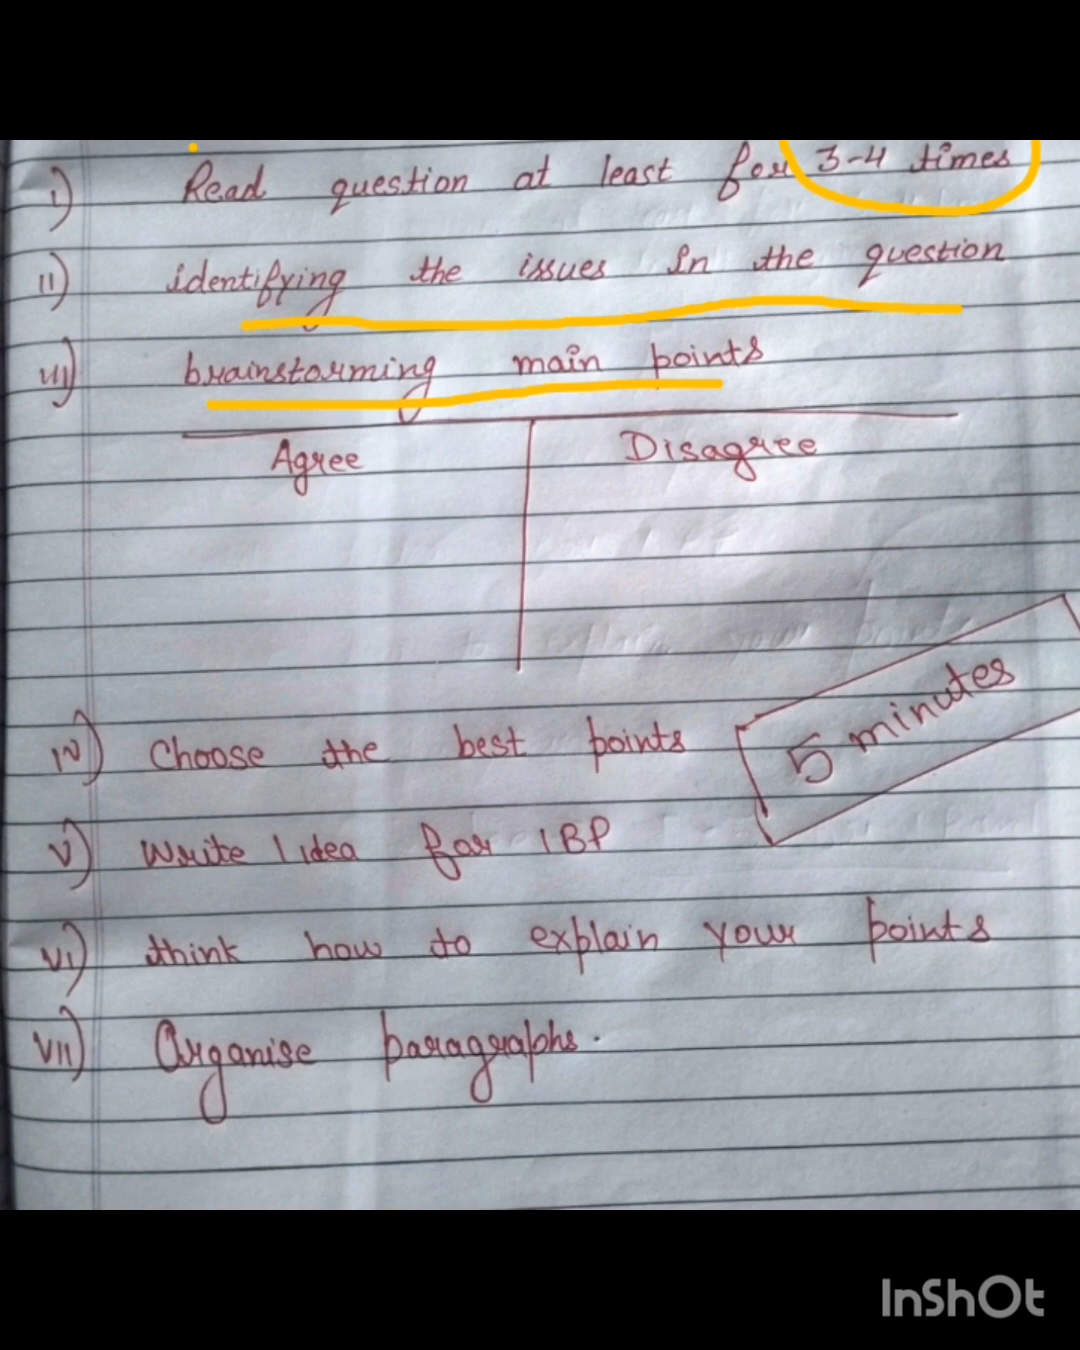 i) Read question at least for 3-4 times
ii) identifying the issues in the question
iii) brainstorming main points
Agree Disagree
iv) Choose the best points
5 minutes
v) Write 1 idea for 1 BP
vi) think how to explain your points
vii) Organise paragraphs.
InShOt